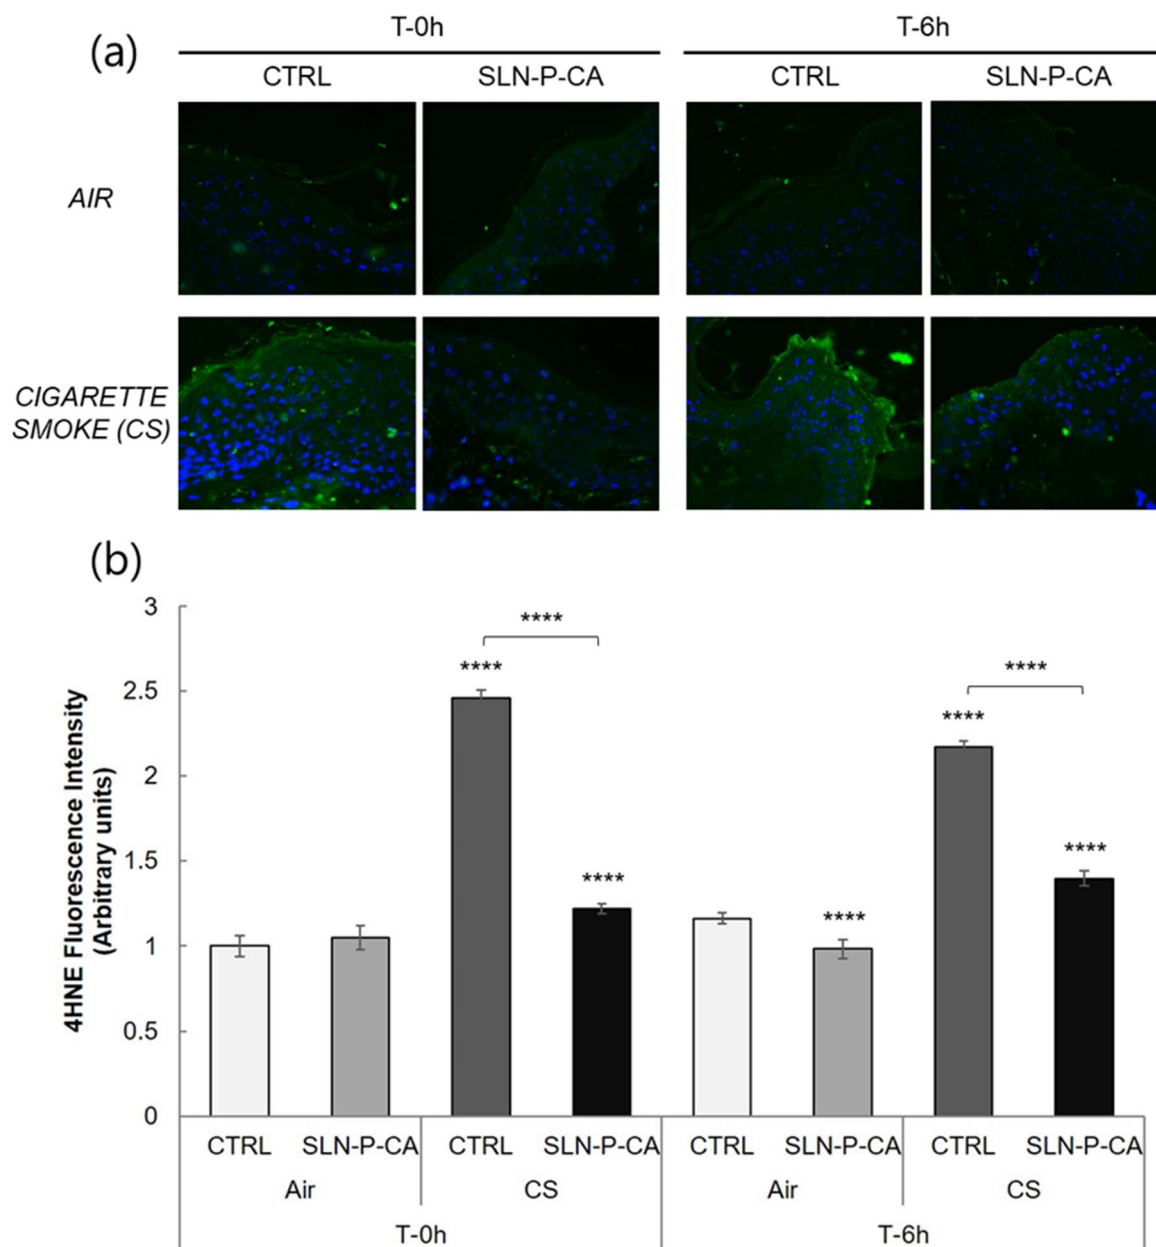 (a)
T-0h
T-6h
CTRL
SLN-P-CA
CTRL
SLN-P-CA
AIR
CIGARETTE
SMOKE (CS)
(b)
4HNE Fluorescence Intensity
(Arbitrary units)
3
2.5
2
1.5
1
0.5
0
****
****
****
****
****
****
****
CTRL
SLN-P-CA
CTRL
SLN-P-CA
CTRL
SLN-P-CA
CTRL
SLN-P-CA
Air
CS
Air
CS
T-0h
T-6h